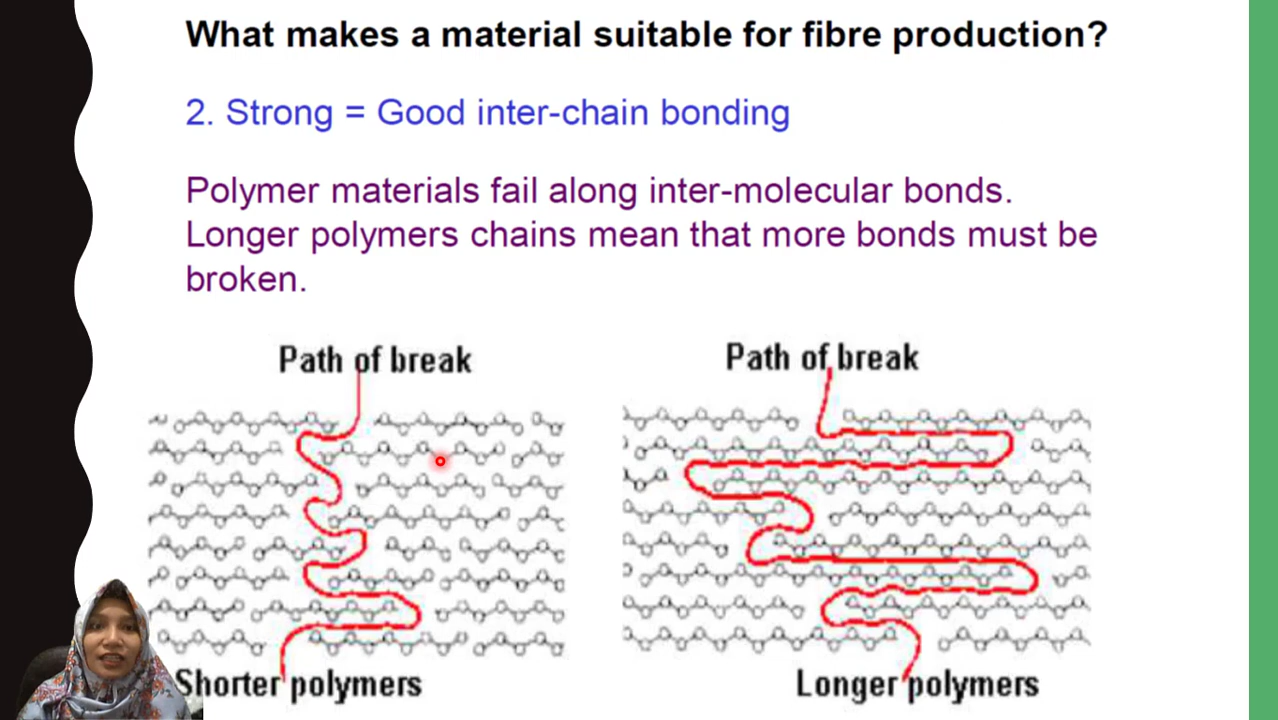 What makes a material suitable for fibre production?
2. Strong = Good inter-chain bonding
Polymer materials fail along inter-molecular bonds.
Longer polymers chains mean that more bonds must be
broken.
Path of break
Path of break
Shorter polymers
Longer polymers